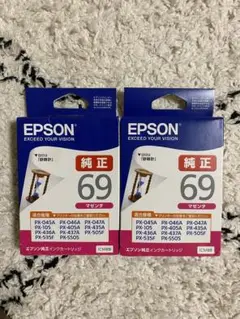 EPSON
EXCEED YOUR VISION
純正
69
マゼンタ
PX-045A PX-046A PX-047A
PX-105 PX-405A PX-435A
PX-436A PX-437A PX-505F
PX-535F PX-S505
エプソン純正インクカートリッジ
ICM69
EPSON
EXCEED YOUR VISION
純正
69
マゼンタ
PX-045A PX-046A PX-047A
PX-105 PX-405A PX-435A
PX-436A PX-437A PX-505F
PX-535F PX-S505
エプソン純正インクカートリッジ